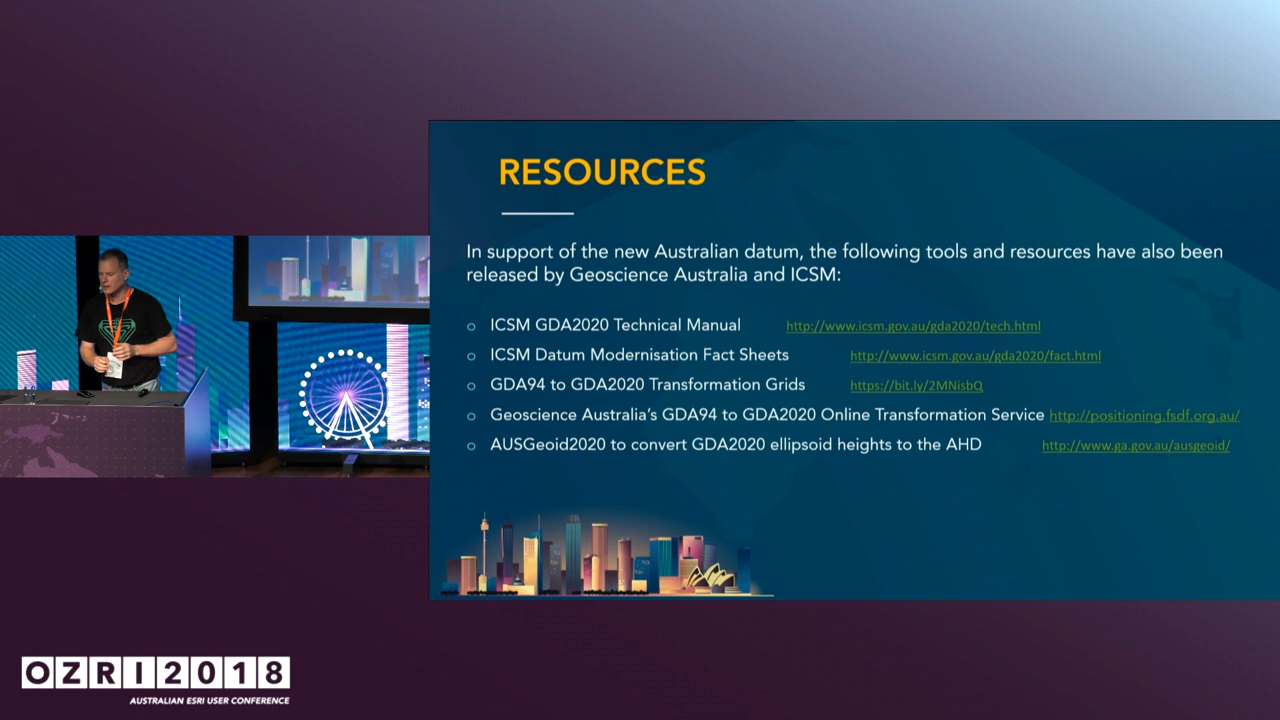 RESOURCES
In support of the new Australian datum, the following tools and resources have also been
released by Geoscience Australia and ICSM:
o ICSM GDA2020 Technical Manual http://www.icsm.gov.au/gda2020/tech.html
o ICSM Datum Modernisation Fact Sheets http://www.icsm.gov.au/gda2020/fact.html
o GDA94 to GDA2020 Transformation Grids https://bit.ly/2MNisbQ
o Geoscience Australia’s GDA94 to GDA2020 Online Transformation Service http://positioning.fsdf.org.au/
o AUSGeoid2020 to convert GDA2020 ellipsoid heights to the AHD http://www.ga.gov.au/ausgeoid/
OZRI2018
AUSTRALIAN ESRI USER CONFERENCE